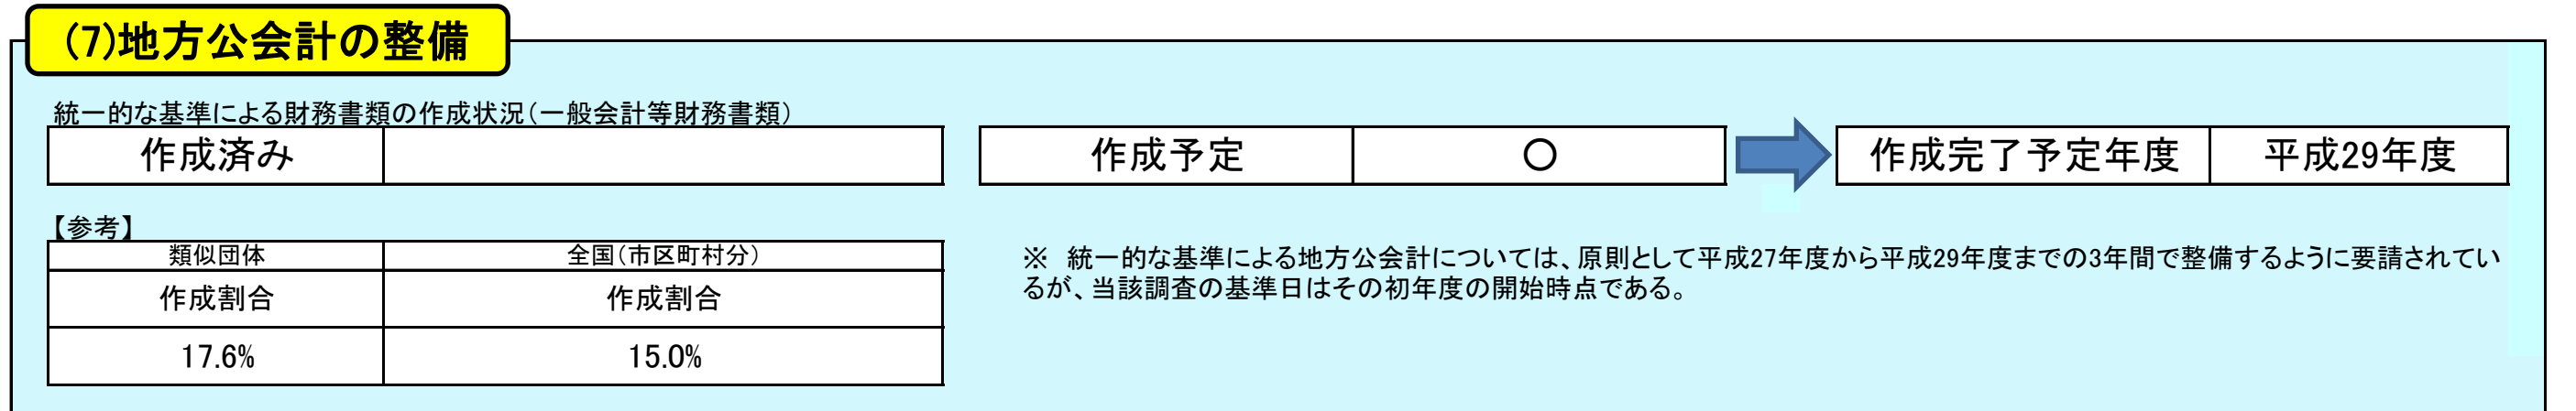 (7)地方公会計の整備
統一的な基準による財務書類の作成状況(一般会計等財務書類)
作成済み
作成予定 ○
作成完了予定年度 平成29年度
【参考】
類似団体 全国(市区町村分)
作成割合 作成割合
17.6% 15.0%
※ 統一的な基準による地方公会計については、原則として平成27年度から平成29年度までの3年間で整備するように要請されてい
るが、当該調査の基準日はその初年度の開始時点である。